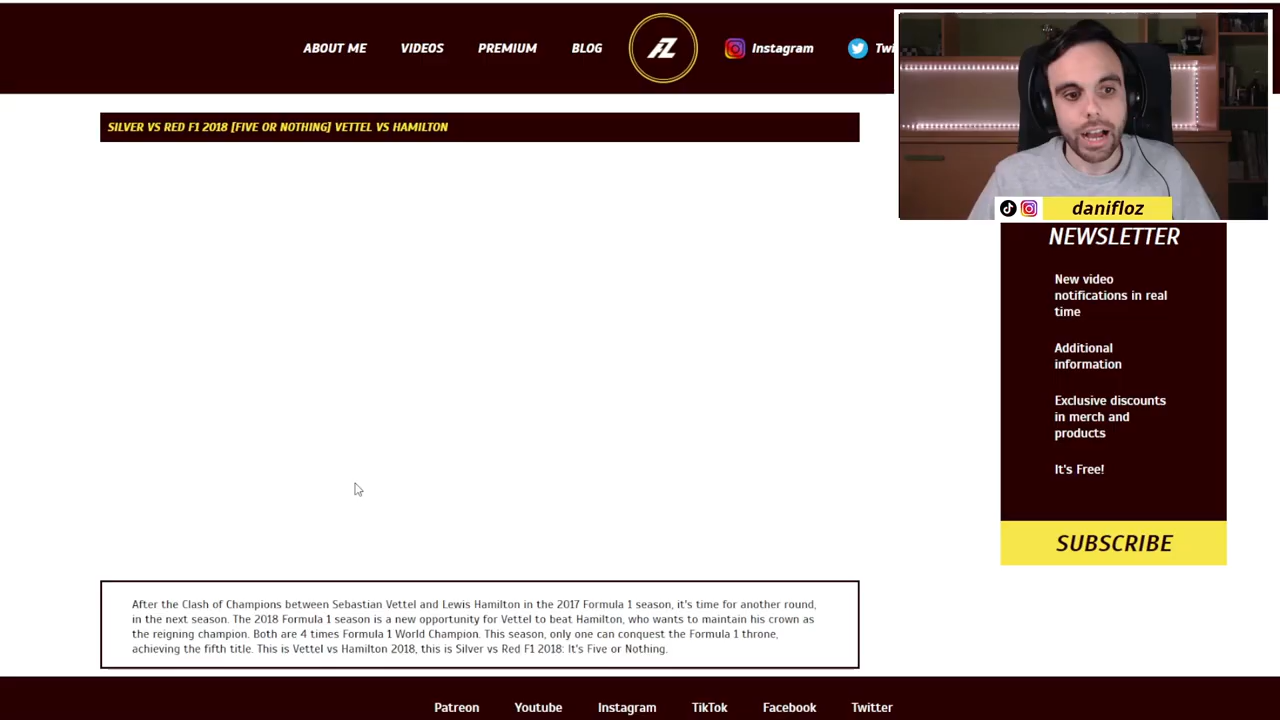 ABOUT ME VIDEOS PREMIUM BLOG FZ Instagram
SILVER VS RED F1 2018 [FIVE OR NOTHING] VETTEL VS HAMILTON
danifloz
NEWSLETTER
New video
notifications in real
time
Additional
information
Exclusive discounts
in merch and
products
It's Free!
SUBSCRIBE
After the Clash of Champions between Sebastian Vettel and Lewis Hamilton in the 2017 Formula 1 season, it's time for another round,
in the next season. The 2018 Formula 1 season is a new opportunity for Vettel to beat Hamilton, who wants to maintain his crown as
the reigning champion. Both are 4 times Formula 1 World Champion. This season, only one can conquest the Formula 1 throne,
achieving the fifth title. This is Vettel vs Hamilton 2018, this is Silver vs Red F1 2018: It's Five or Nothing.
Patreon Youtube Instagram TikTok Facebook Twitter